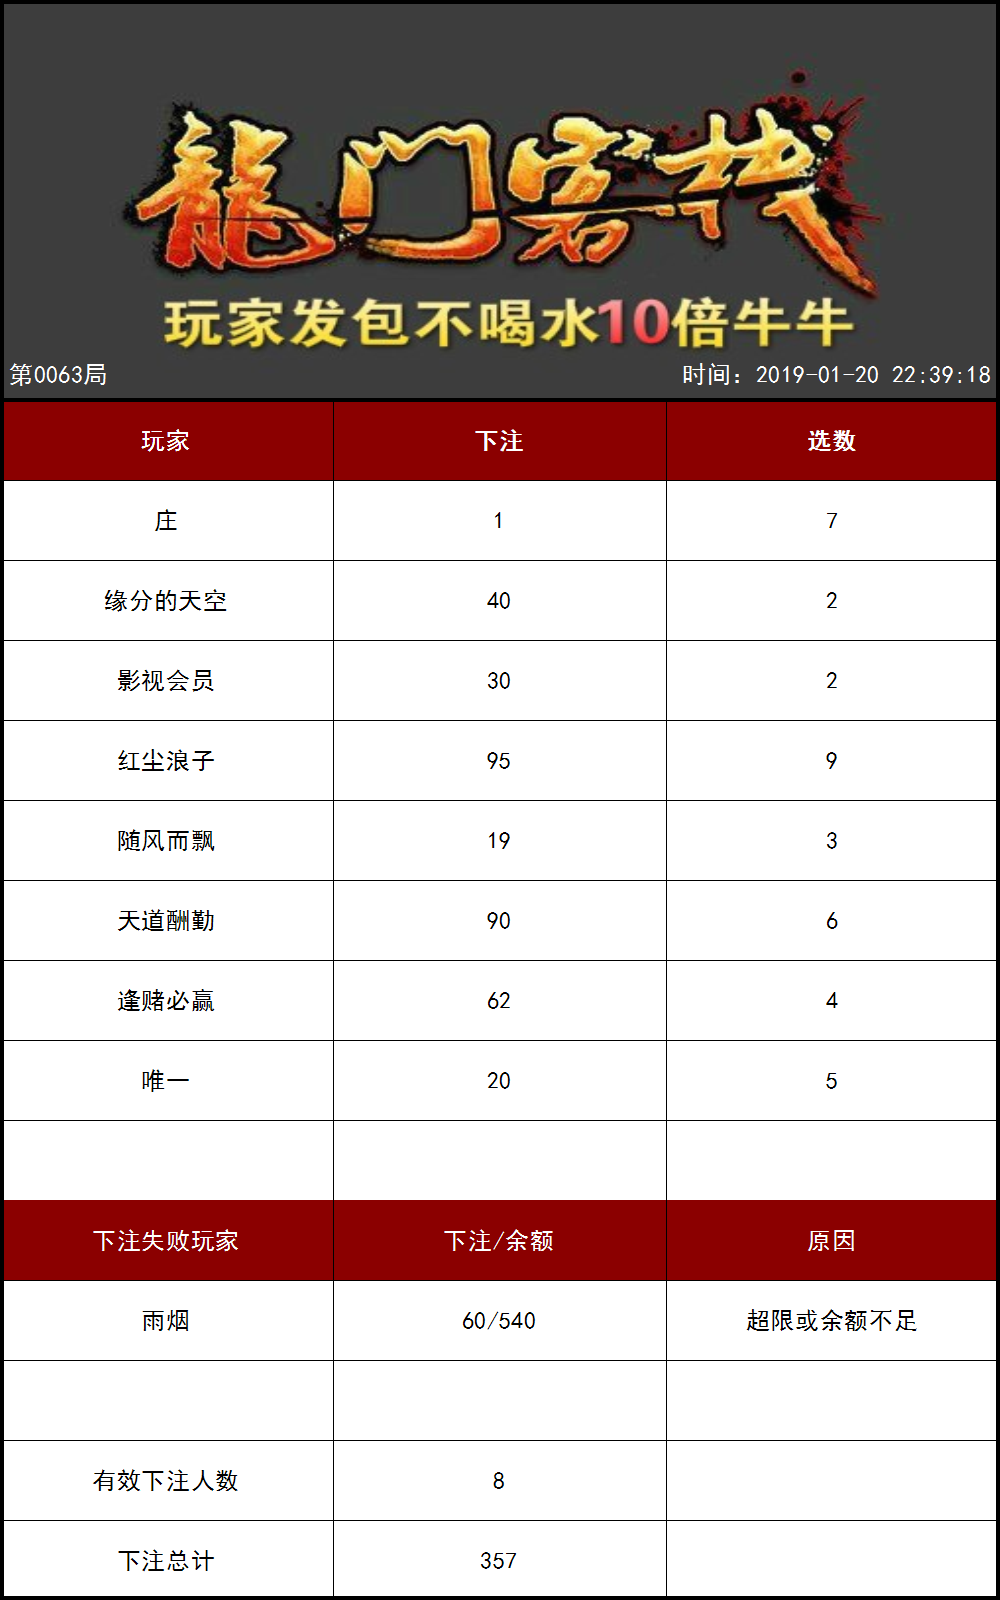 龍门客栈
玩家发包不喝水10倍牛牛
第0063局 时间：2019-01-20 22:39:18
玩家 下注 选数
庄 1 7
缘分的天空 40 2
影视会员 30 2
红尘浪子 95 9
随风而飘 19 3
天道酬勤 90 6
逢赌必赢 62 4
唯一 20 5
下注失败玩家 下注/余额 原因
雨烟 60/540 超限或余额不足
有效下注人数 8
下注总计 357